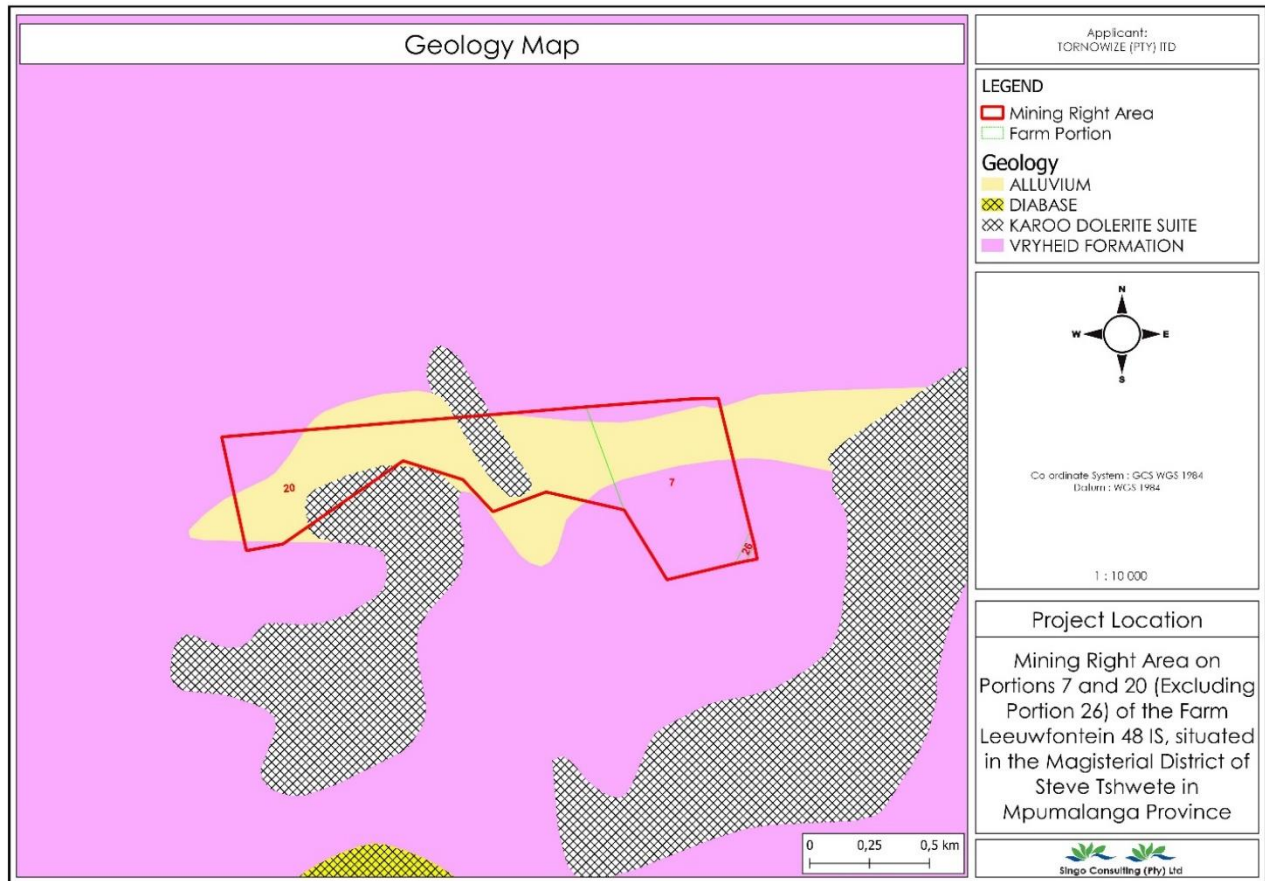 Geology Map
20
7
26
0 0,25 0,5 km
Applicant:
TORNOWIZE (PTY) lTD
LEGEND
Mining Right Area
Farm Portion
Geology
ALLUVIUM
DIABASE
KAROO DOLERITE SUITE
VRYHEID FORMATION
N
W E
S
Co ordinate System : GCS WGS 1984
Datum : WGS 1984
1 : 10 000
Project Location
Mining Right Area on
Portions 7 and 20 (Excluding
Portion 26) of the Farm
Leeuwfontein 48 IS, situated
in the Magisterial District of
Steve Tshwete in
Mpumalanga Province
Singo Consulting (Pty) Ltd